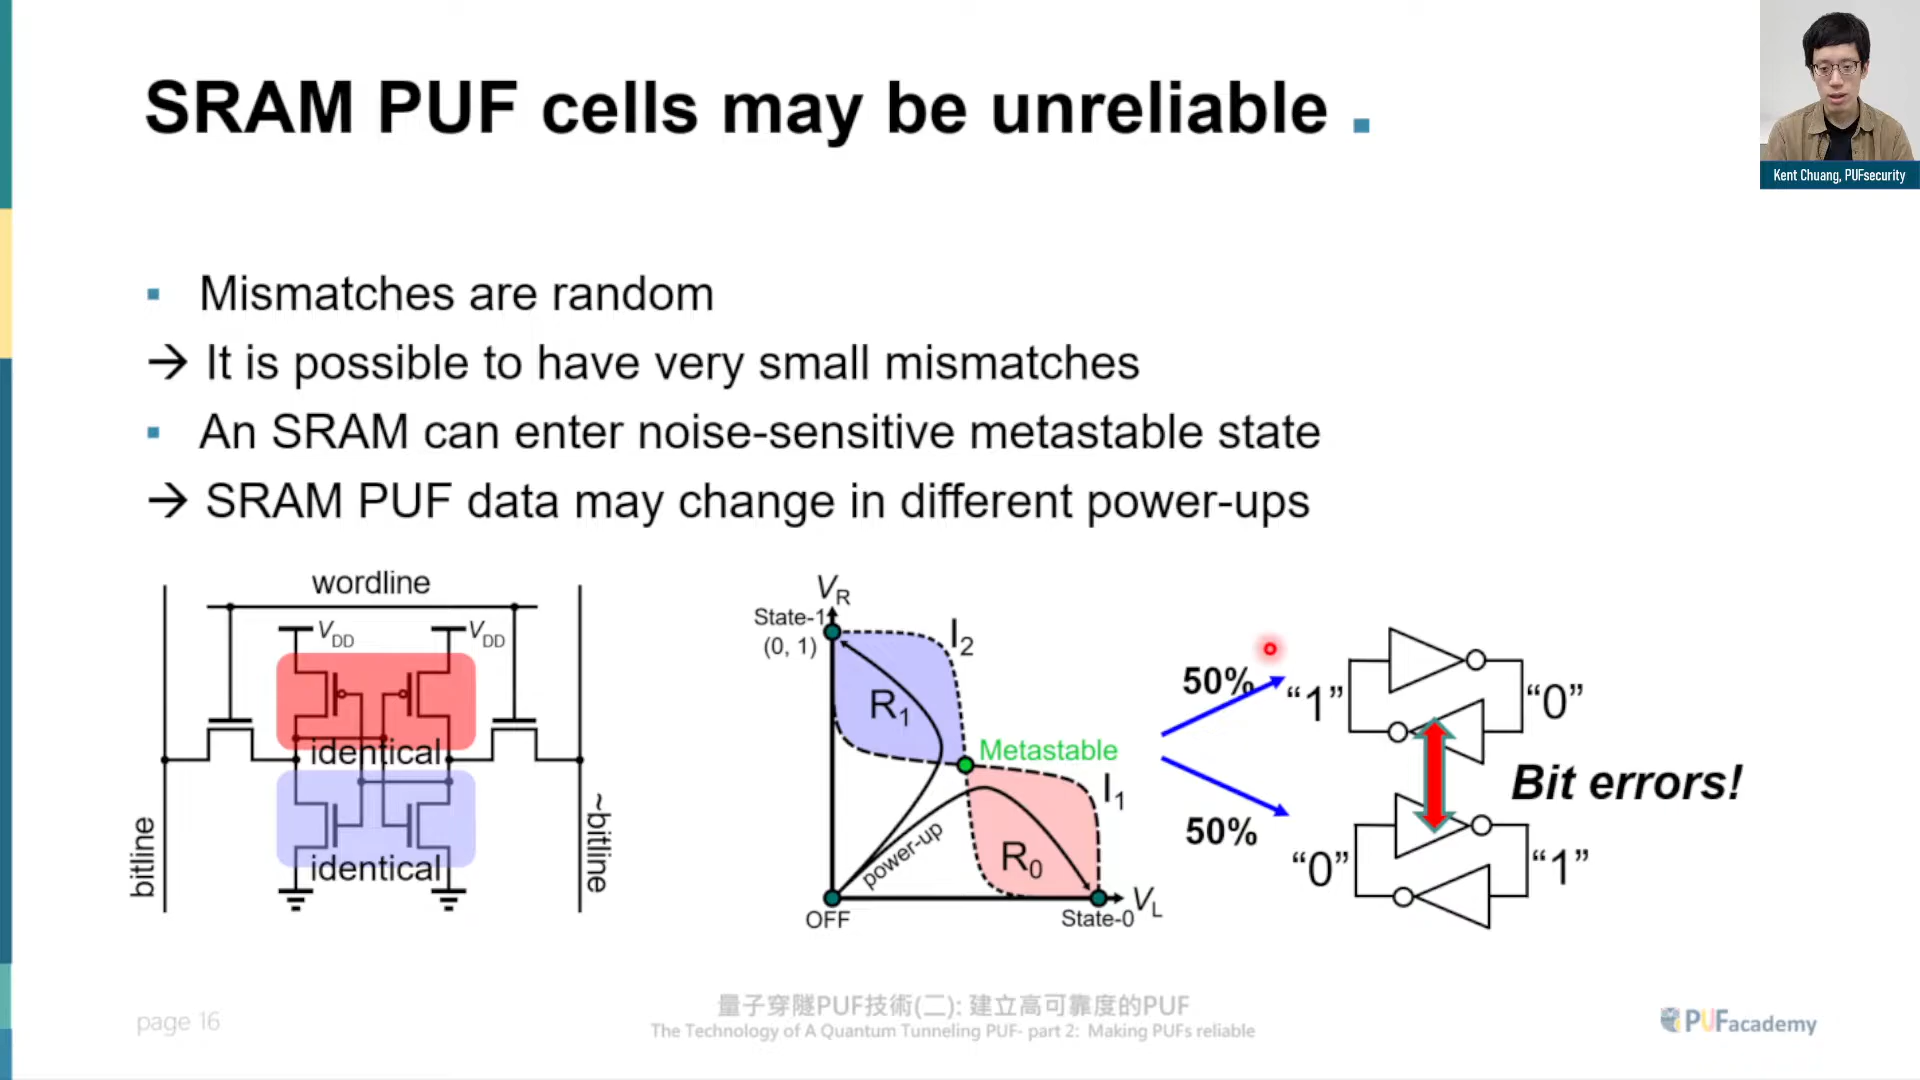 SRAM PUF cells may be unreliable .
Kent Chuang, PUFsecurity
▪ Mismatches are random
→ It is possible to have very small mismatches
▪ An SRAM can enter noise-sensitive metastable state
→ SRAM PUF data may change in different power-ups
wordline
VDD
VDD
identical
identical
bitline
~bitline
VR
State-1
(0, 1)
I2
R1
Metastable
I1
R0
power-up
OFF
State-0
VL
50%
50%
“1”
“0”
“0”
“1”
Bit errors!
page 16
量子穿隧PUF技術(二): 建立高可靠度的PUF
The Technology of A Quantum Tunneling PUF- part 2: Making PUFs reliable
PUFacademy